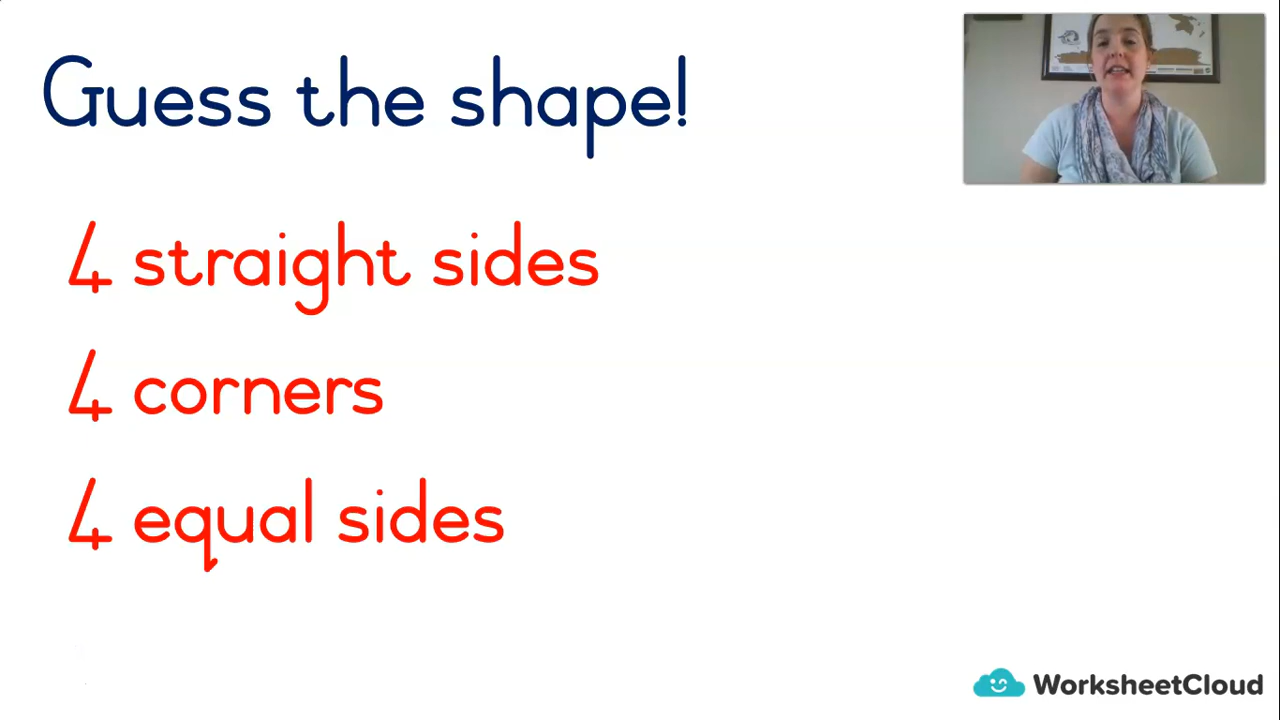 Guess the shape!
4 straight sides
4 corners
4 equal sides
WorksheetCloud